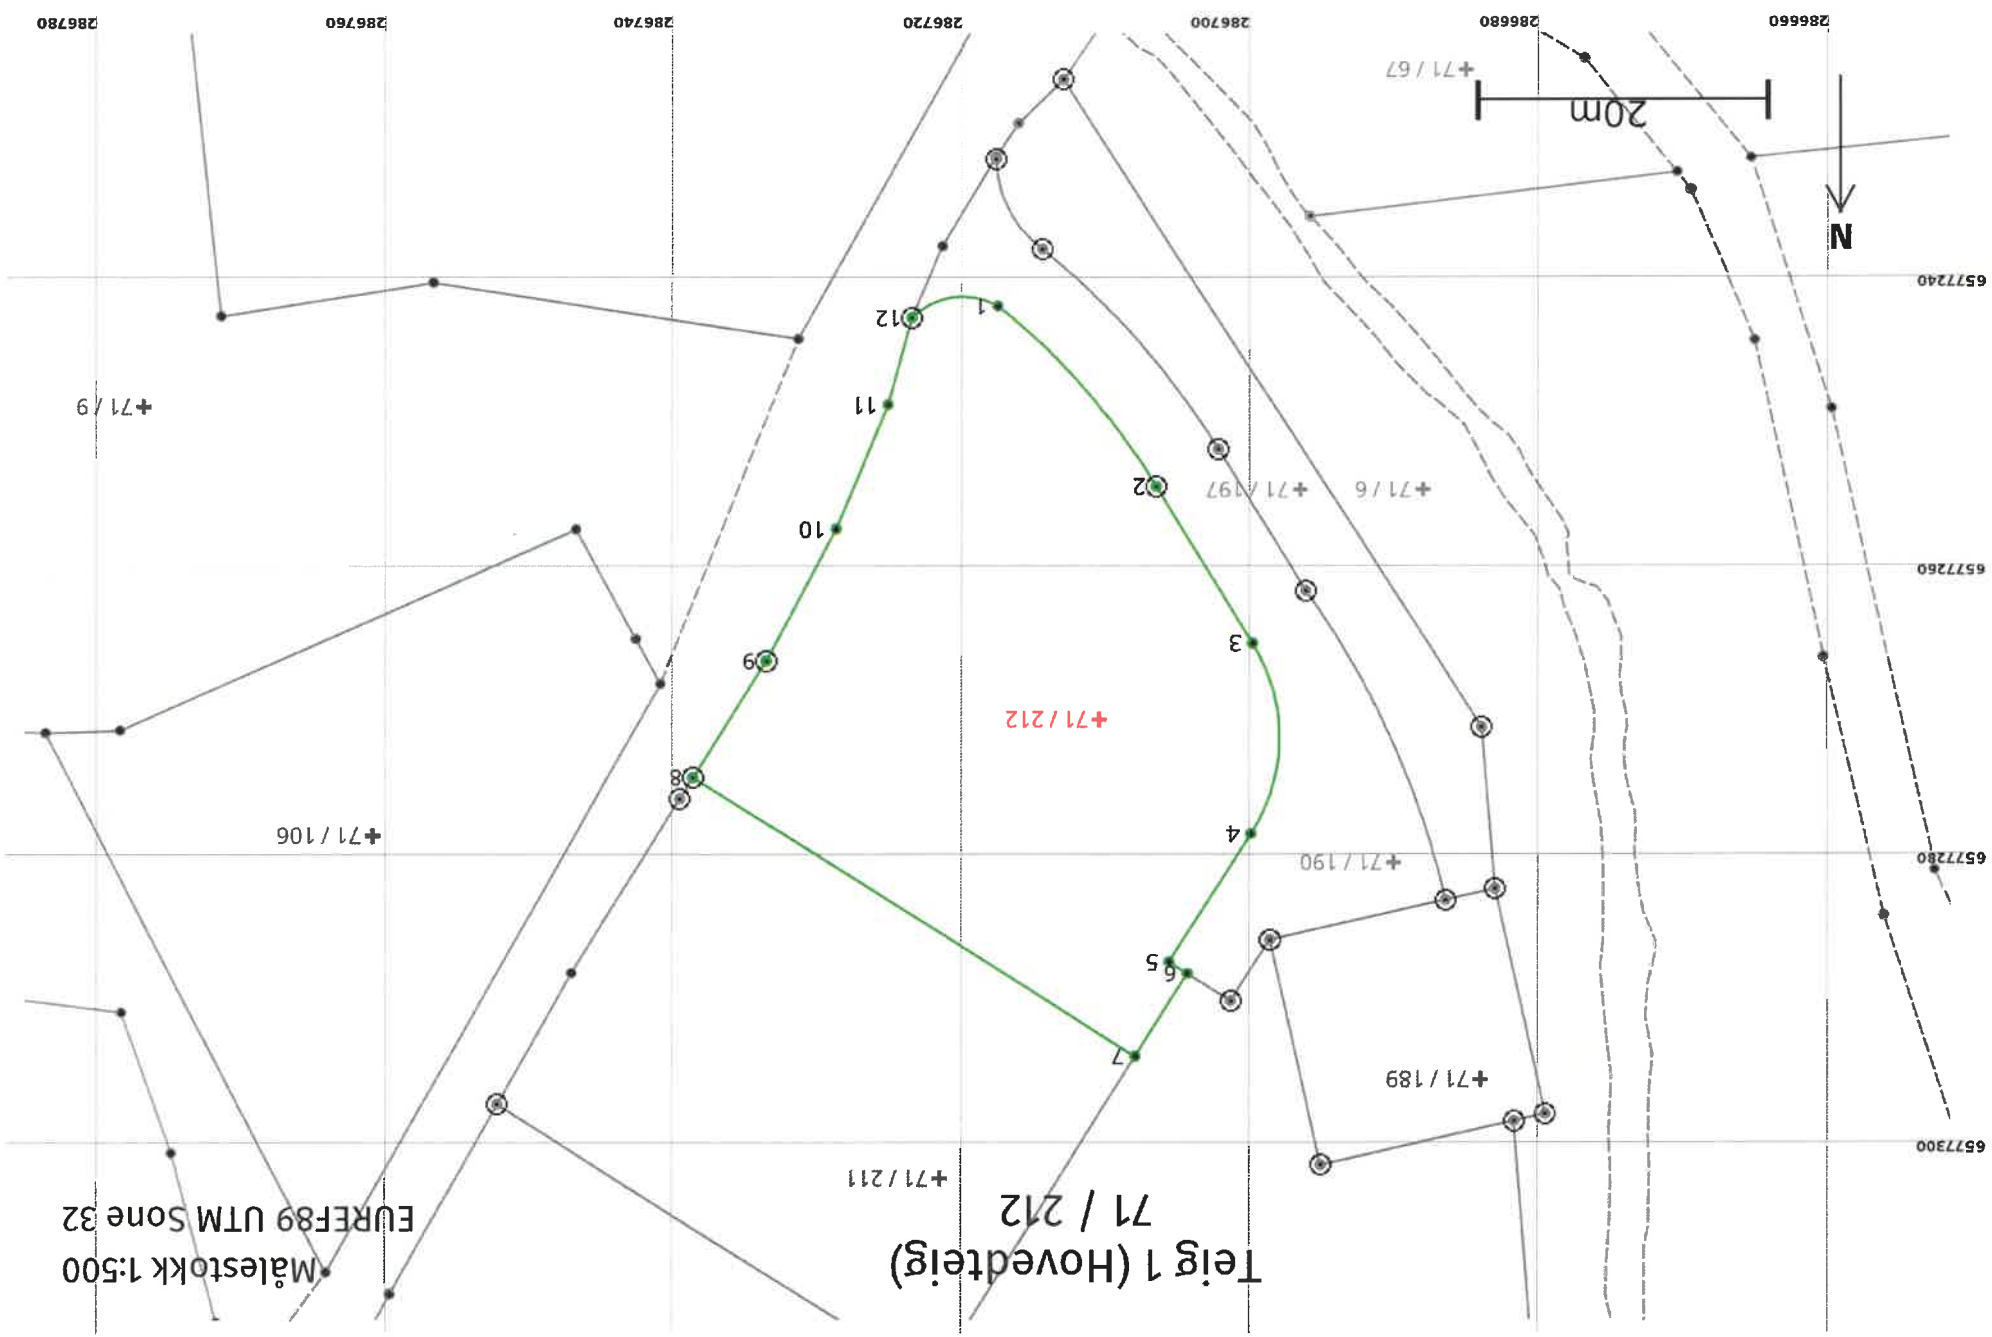 Teig 1 (Hovedteig)
71 / 212
Målestokk 1:500
EUREF89 UTM Sone 32
6577300
71 / 211
71 / 189
7
6
5
6577280
71 / 190
4
71 / 106
8
71 / 212
9
3
6577260
10
2
71 / 197
71 / 6
11
71 / 9
12
1
6577240
N
20m
71 / 67
286660
286680
286700
286720
286740
286760
286780